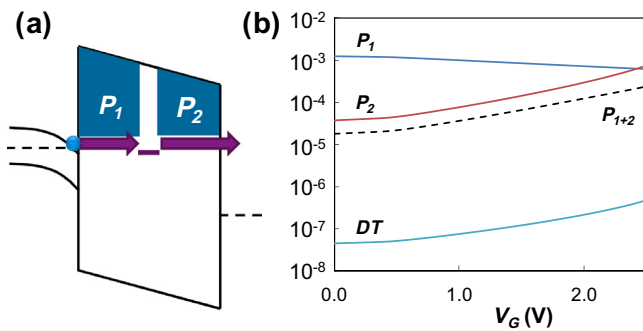 (a)
P₁
P₂
(b)
10⁻²
10⁻³
10⁻⁴
10⁻⁵
10⁻⁶
10⁻⁷
10⁻⁸
P₁
P₂
P₁₊₂
DT
0.0
1.0
2.0
V_G (V)